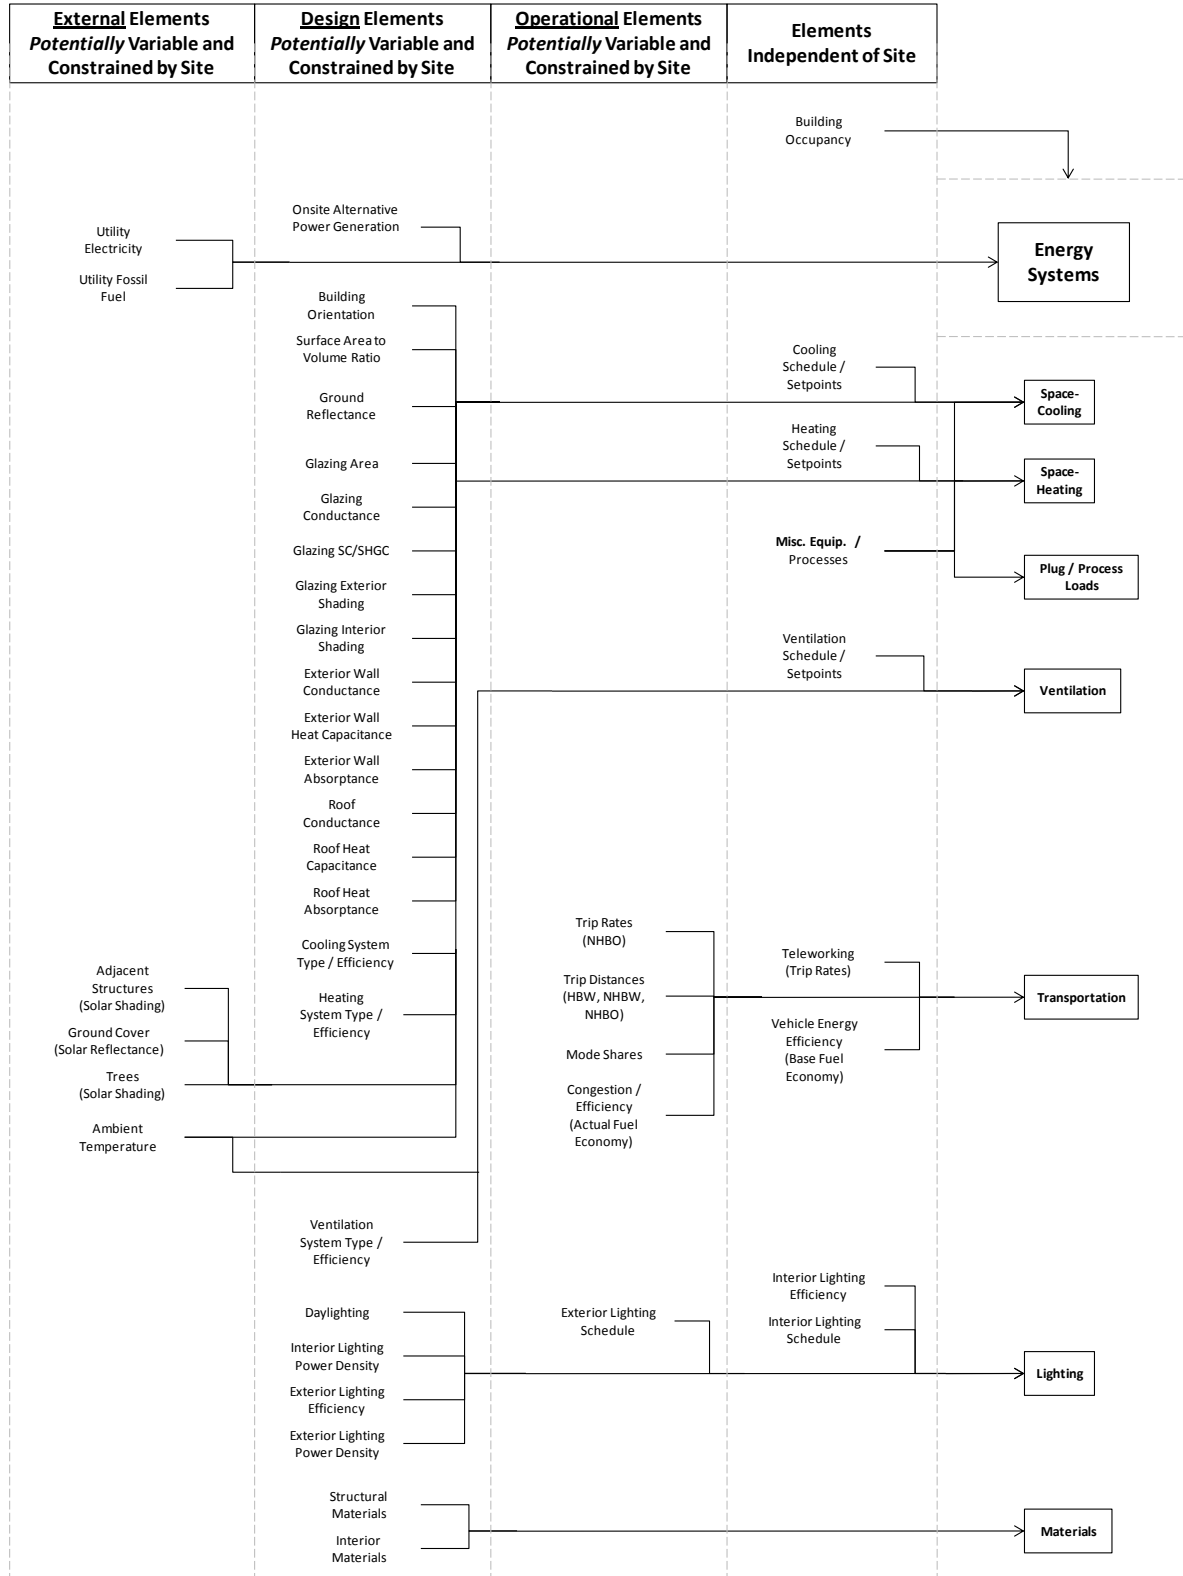 External Elements
Potentially Variable and
Constrained by Site
Design Elements
Potentially Variable and
Constrained by Site
Operational Elements
Potentially Variable and
Constrained by Site
Elements
Independent of Site
Building
Occupancy
Utility
Electricity
Utility Fossil
Fuel
Onsite Alternative
Power Generation
Energy
Systems
Building
Orientation
Surface Area to
Volume Ratio
Ground
Reflectance
Glazing Area
Glazing
Conductance
Glazing SC/SHGC
Glazing Exterior
Shading
Glazing Interior
Shading
Exterior Wall
Conductance
Exterior Wall
Heat Capacitance
Exterior Wall
Absorptance
Roof
Conductance
Roof Heat
Capacitance
Roof Heat
Absorptance
Cooling System
Type / Efficiency
Heating
System Type /
Efficiency
Cooling
Schedule /
Setpoints
Heating
Schedule /
Setpoints
Misc. Equip. /
Processes
Ventilation
Schedule /
Setpoints
Space-
Cooling
Space-
Heating
Plug / Process
Loads
Ventilation
Adjacent
Structures
(Solar Shading)
Ground Cover
(Solar Reflectance)
Trees
(Solar Shading)
Ambient
Temperature
Trip Rates
(NHBO)
Trip Distances
(HBW, NHBW,
NHBO)
Mode Shares
Congestion /
Efficiency
(Actual Fuel
Economy)
Teleworking
(Trip Rates)
Vehicle Energy
Efficiency
(Base Fuel
Economy)
Transportation
Ventilation
System Type /
Efficiency
Daylighting
Interior Lighting
Power Density
Exterior Lighting
Efficiency
Exterior Lighting
Power Density
Exterior Lighting
Schedule
Interior Lighting
Efficiency
Interior Lighting
Schedule
Lighting
Structural
Materials
Interior
Materials
Materials